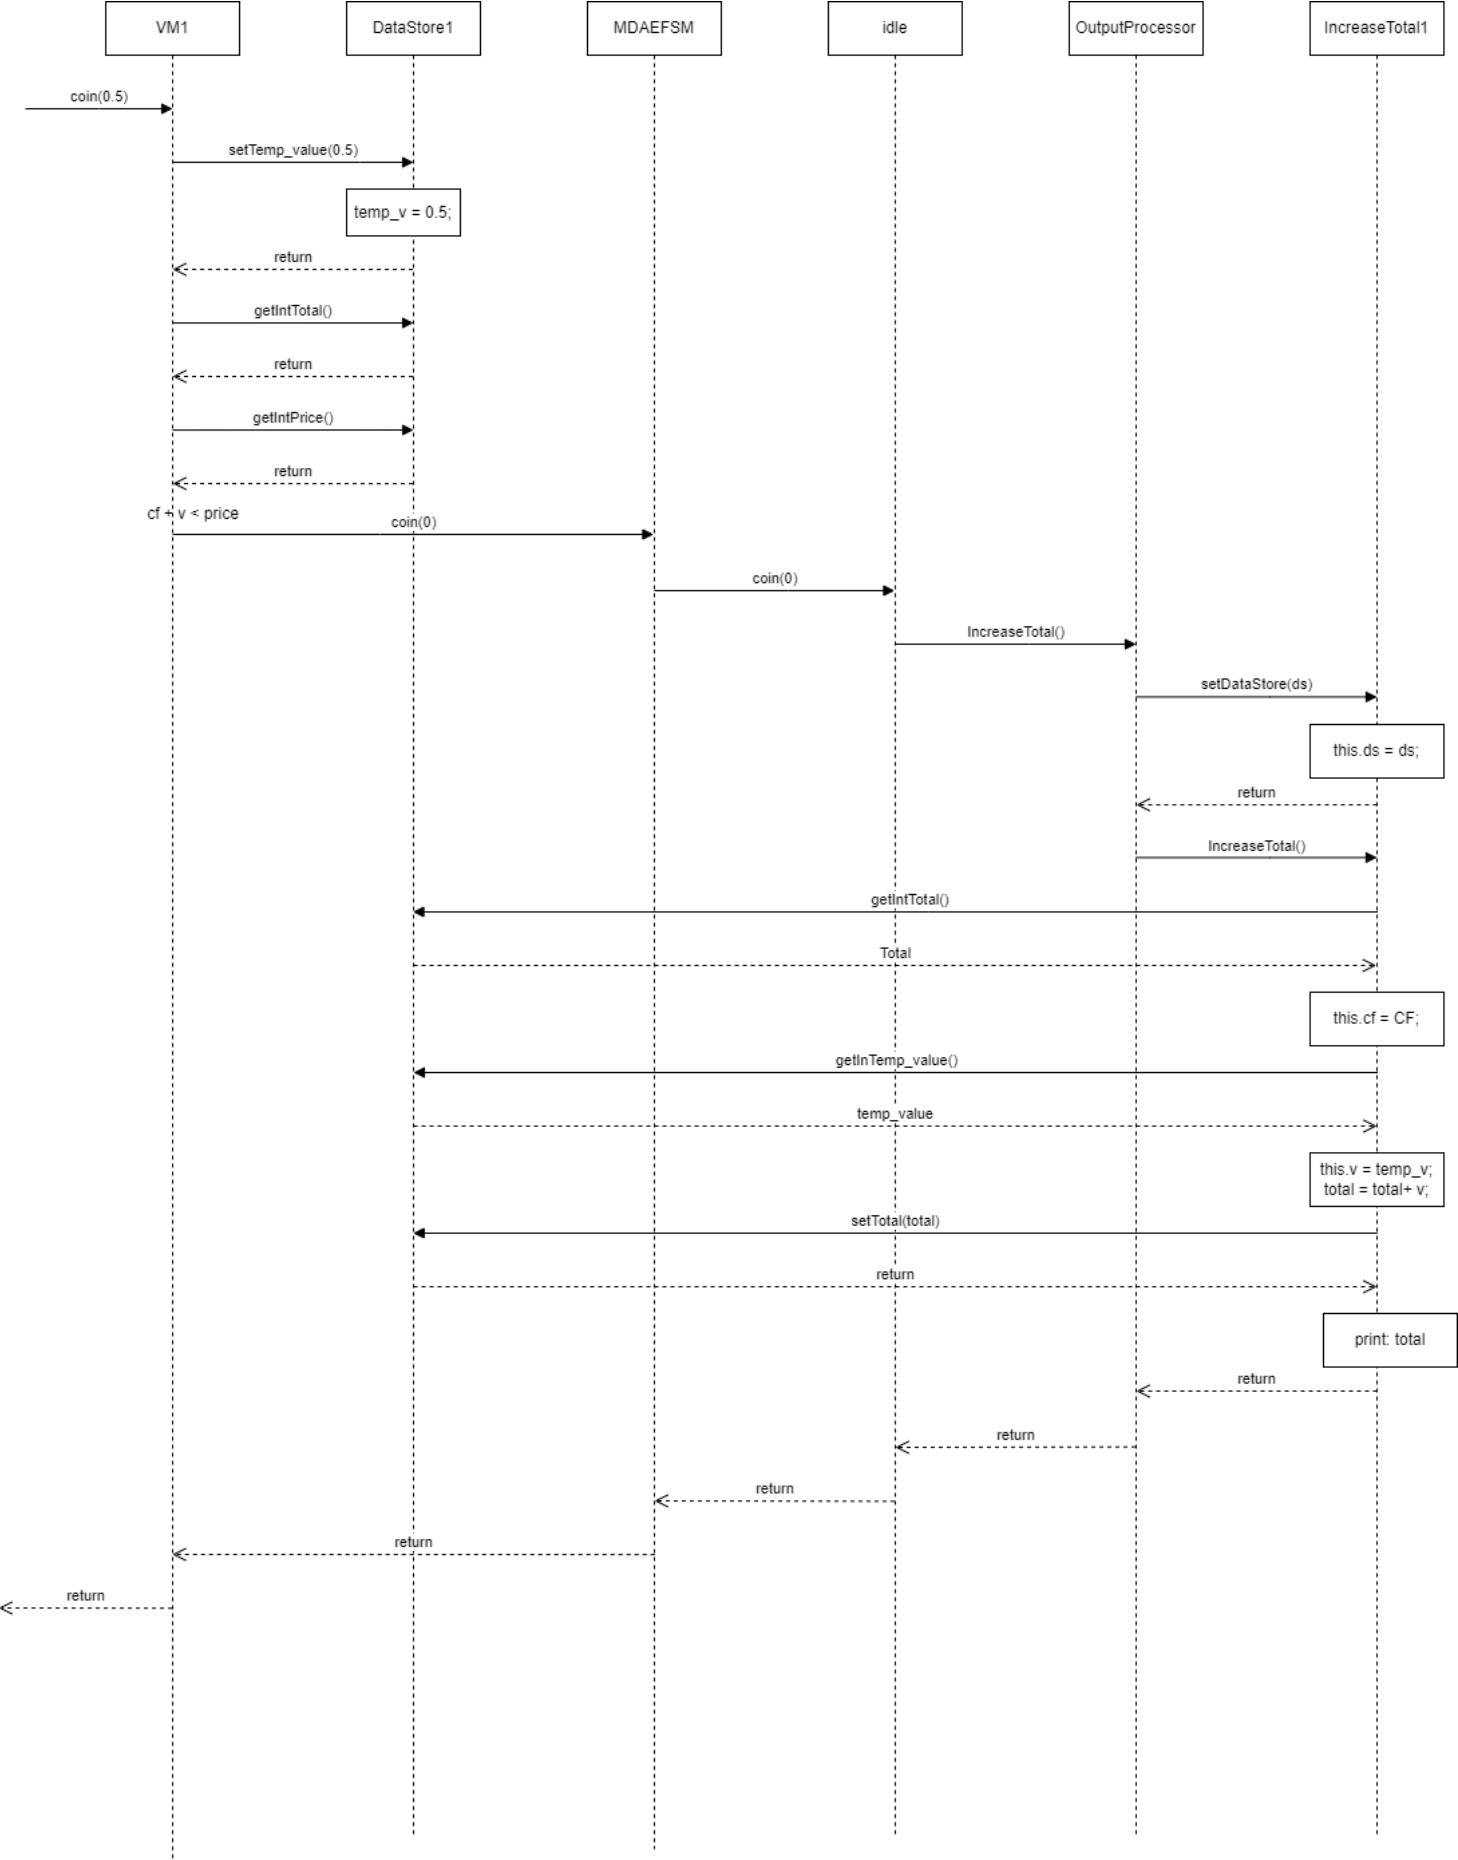 VM1
DataStore1
MDAEFSM
idle
OutputProcessor
IncreaseTotal1
coin(0.5)
setTemp_value(0.5)
temp_v = 0.5;
return
getIntTotal()
return
getIntPrice()
return
cf + v < price
coin(0)
coin(0)
IncreaseTotal()
setDataStore(ds)
this.ds = ds;
return
IncreaseTotal()
getIntTotal()
Total
this.cf = CF;
getInTemp_value()
temp_value
this.v = temp_v;
total = total+ v;
setTotal(total)
return
print: total
return
return
return
return
return